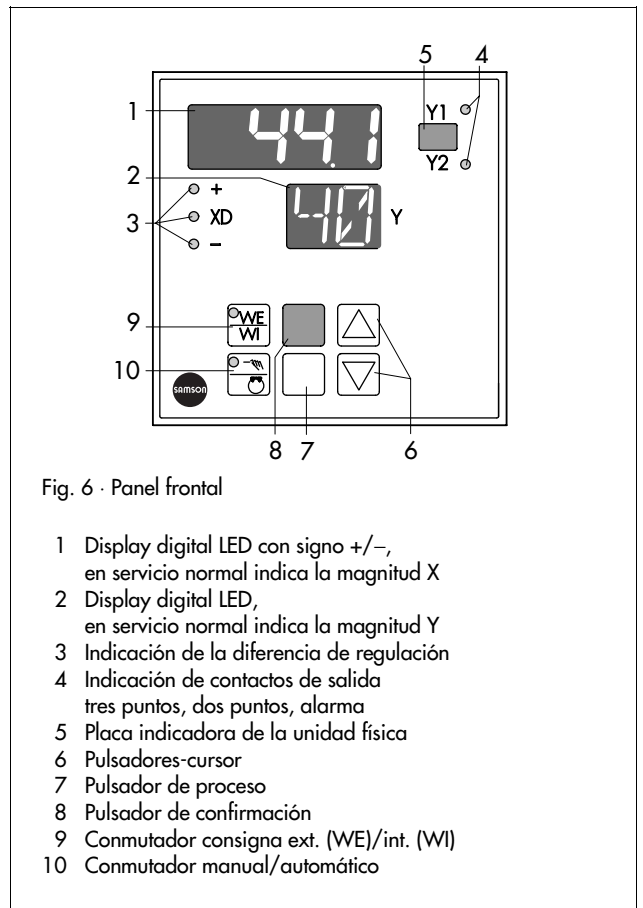 5 4
1 44.1 Y1
Y2
2 + 40 Y
3 XD
–
9 WE
WI
10
SAMSON
8 7 6
Fig. 6 · Panel frontal
1 Display digital LED con signo +/–,
en servicio normal indica la magnitud X
2 Display digital LED,
en servicio normal indica la magnitud Y
3 Indicación de la diferencia de regulación
4 Indicación de contactos de salida
tres puntos, dos puntos, alarma
5 Placa indicadora de la unidad física
6 Pulsadores-cursor
7 Pulsador de proceso
8 Pulsador de confirmación
9 Conmutador consigna ext. (WE)/int. (WI)
10 Conmutador manual/automático